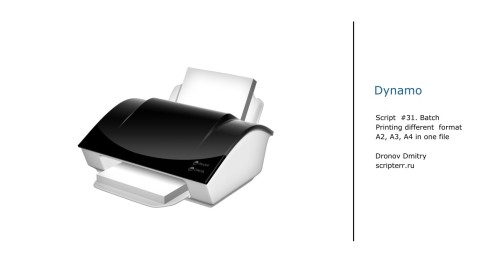 Dynamo
Script #31. Batch
Printing different format
A2, A3, A4 in one file
Dronov Dmitry
scripterr.ru